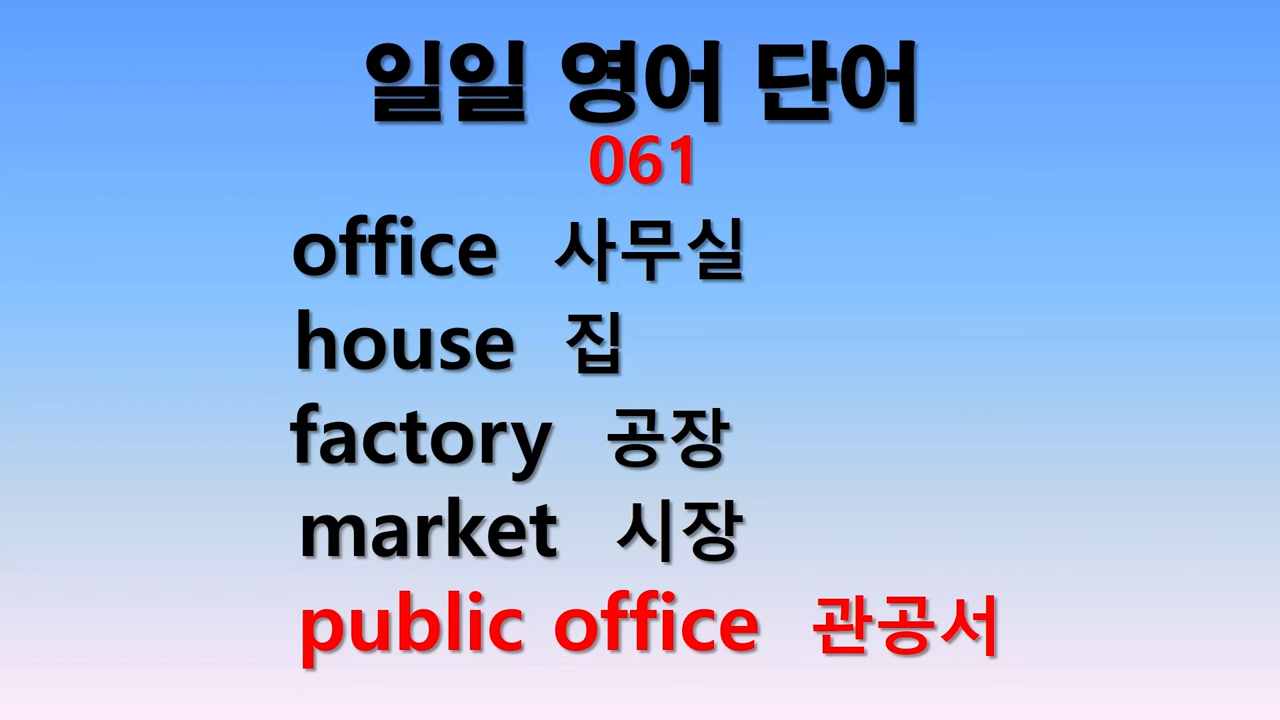 일일 영어 단어
061
office 사무실
house 집
factory 공장
market 시장
public office 관공서